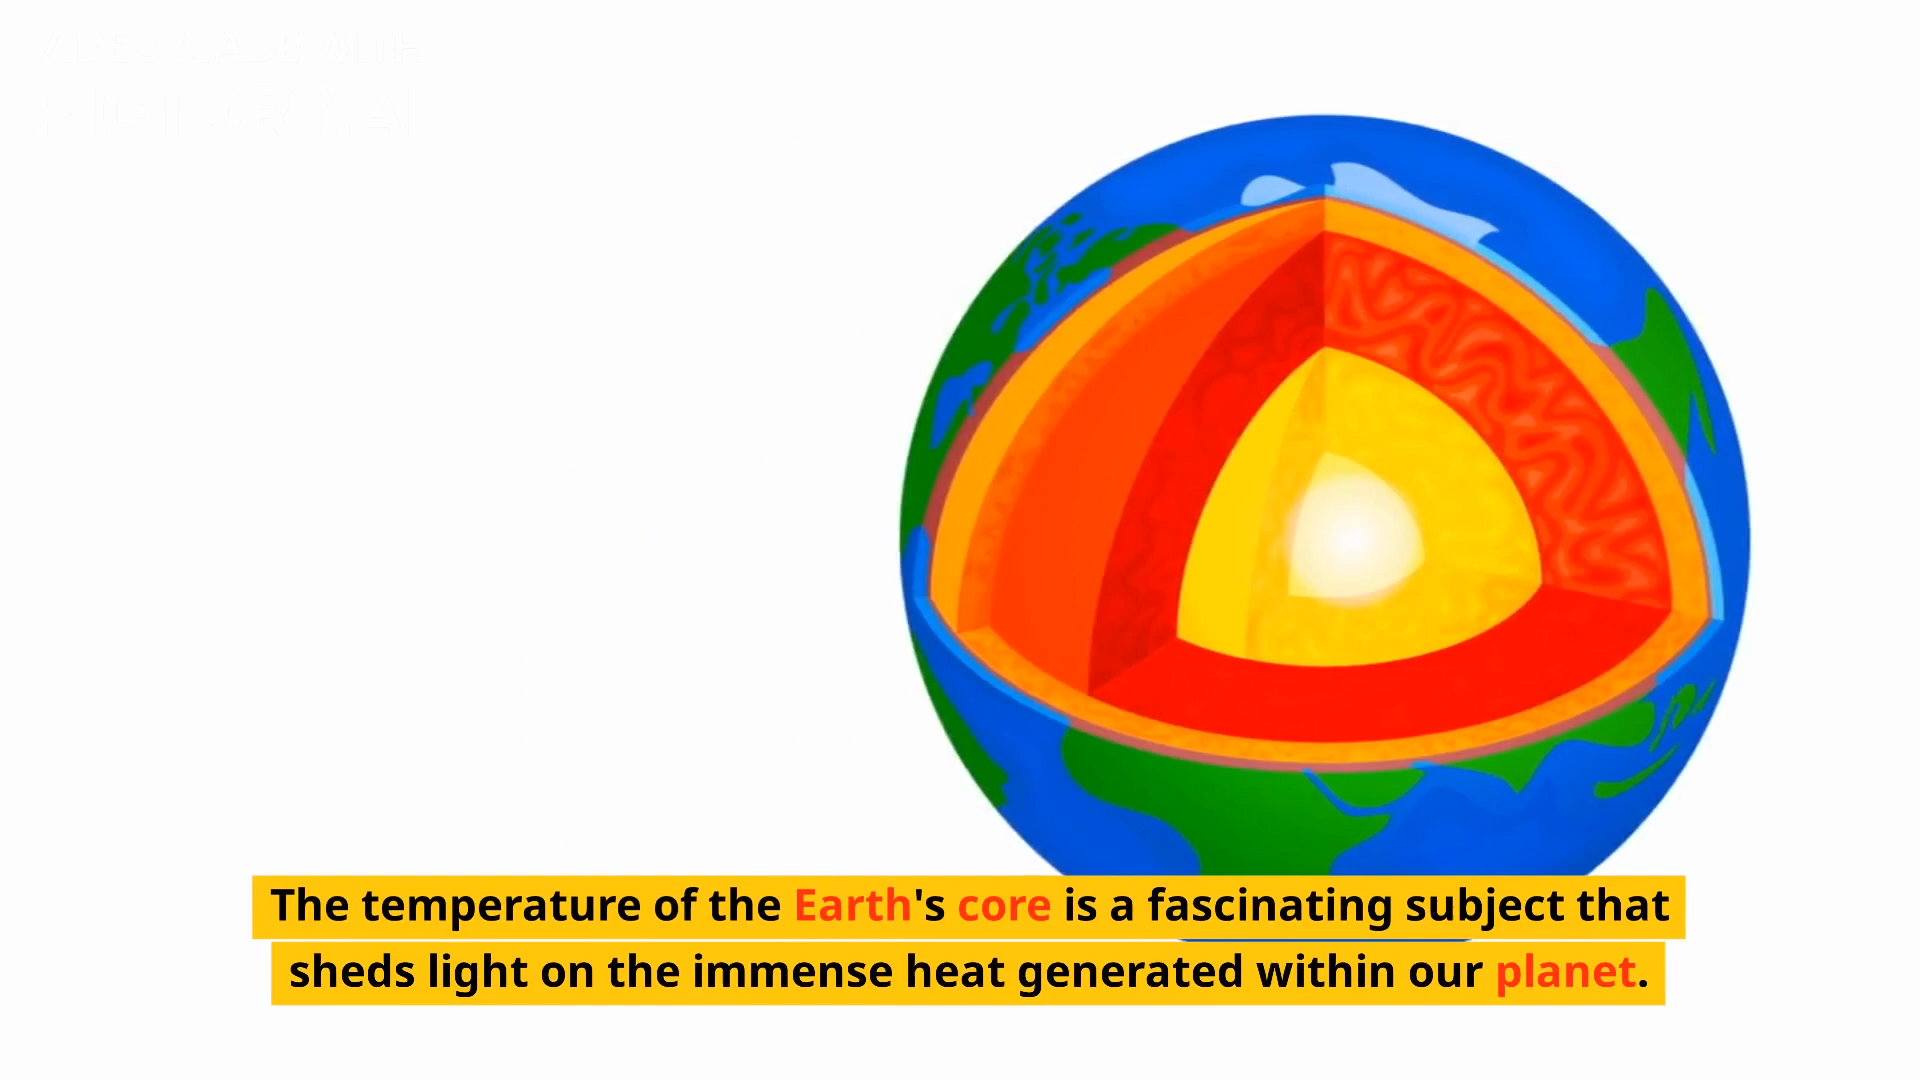 The temperature of the Earth's core is a fascinating subject that
sheds light on the immense heat generated within our planet.